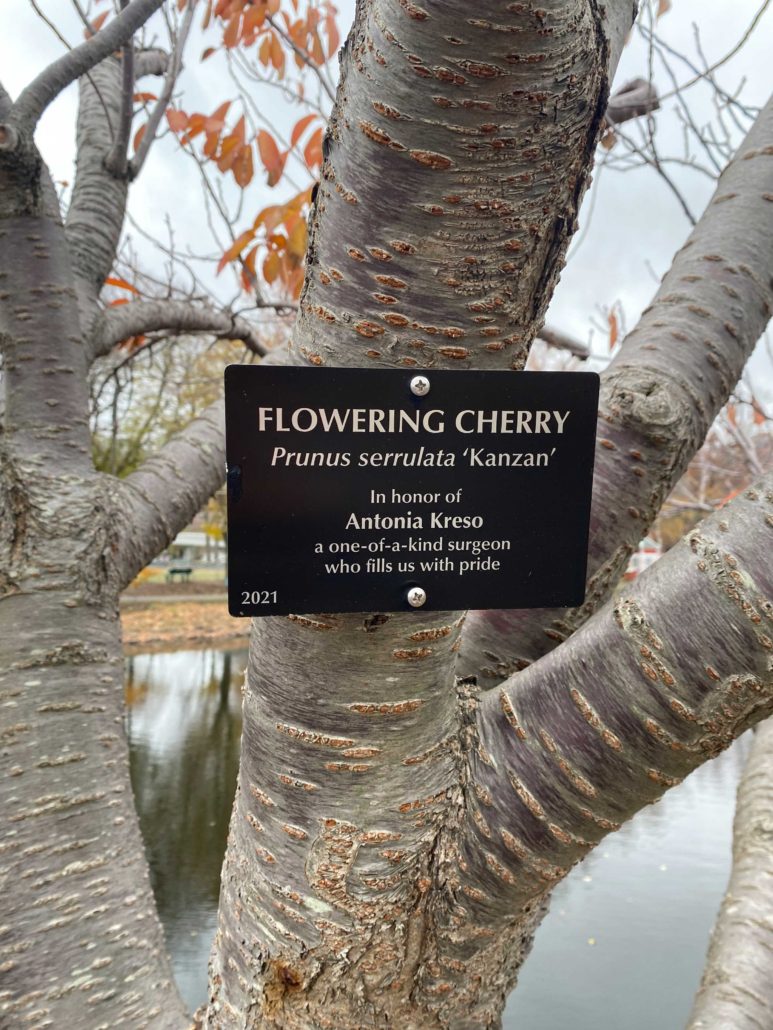 FLOWERING CHERRY
Prunus serrulata ‘Kanzan’
In honor of
Antonia Kreso
a one-of-a-kind surgeon
who fills us with pride
2021